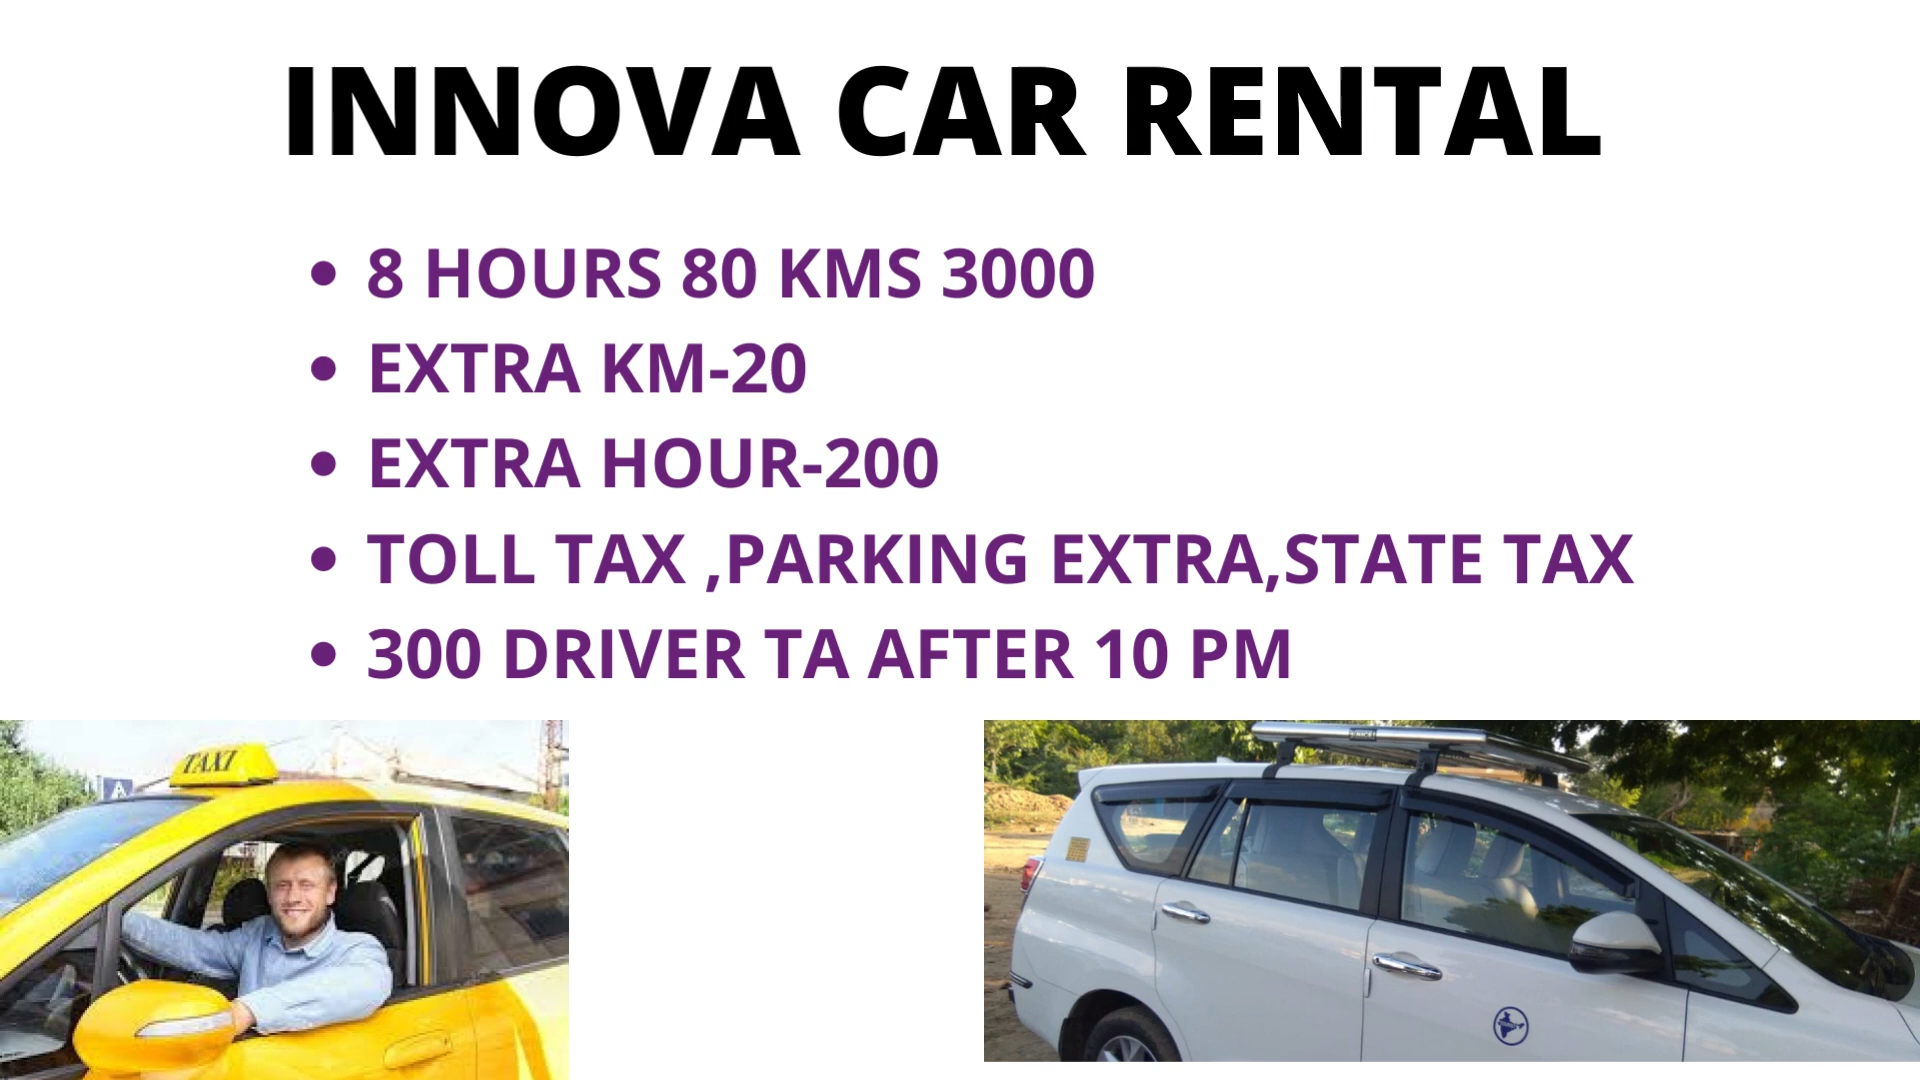 INNOVA CAR RENTAL
8 HOURS 80 KMS 3000
EXTRA KM-20
EXTRA HOUR-200
TOLL TAX ,PARKING EXTRA,STATE TAX
300 DRIVER TA AFTER 10 PM
TAXI